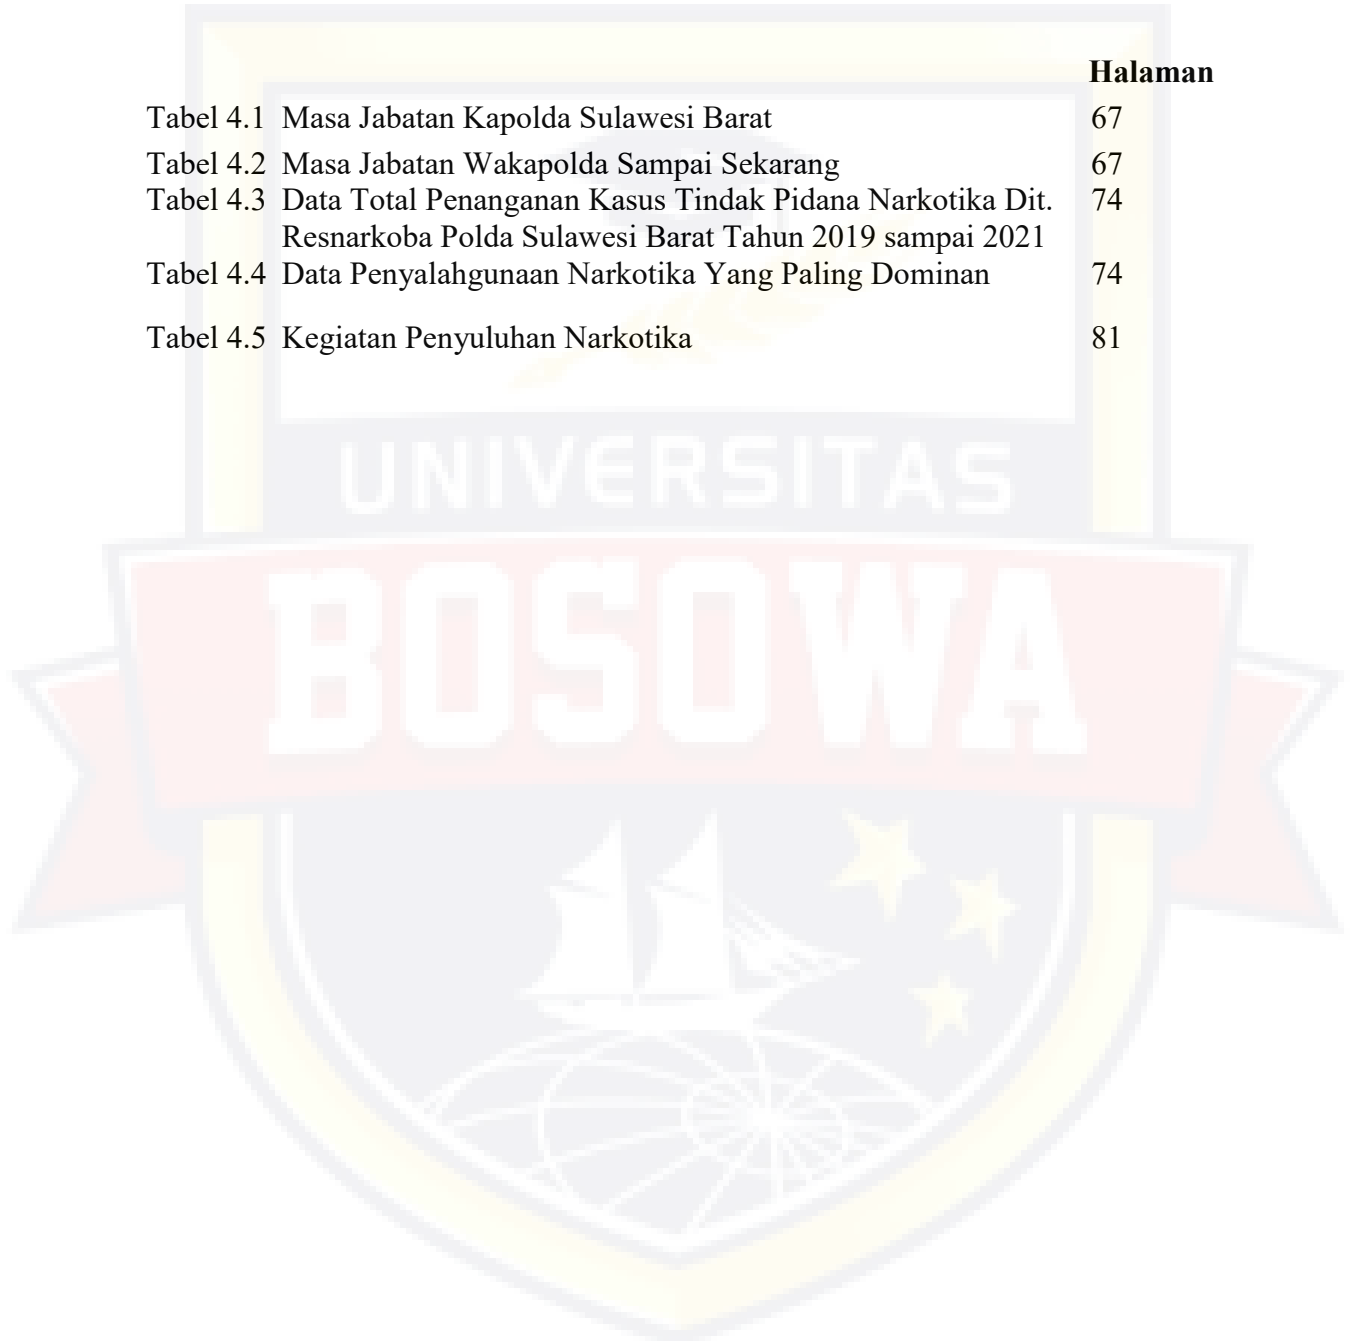 Halaman
Tabel 4.1 Masa Jabatan Kapolda Sulawesi Barat 67
Tabel 4.2 Masa Jabatan Wakapolda Sampai Sekarang 67
Tabel 4.3 Data Total Penanganan Kasus Tindak Pidana Narkotika Dit. 74
Resnarkoba Polda Sulawesi Barat Tahun 2019 sampai 2021
Tabel 4.4 Data Penyalahgunaan Narkotika Yang Paling Dominan 74
Tabel 4.5 Kegiatan Penyuluhan Narkotika 81
UNIVERSITAS
BOSOWA